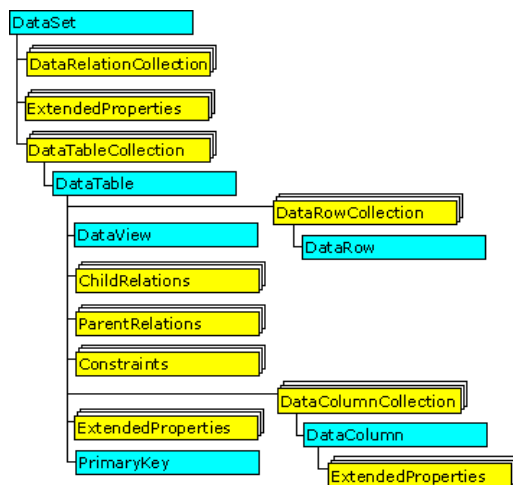 DataSet
DataRelationCollection
ExtendedProperties
DataTableCollection
DataTable
DataRowCollection
DataView
DataRow
ChildRelations
ParentRelations
Constraints
DataColumnCollection
ExtendedProperties
DataColumn
PrimaryKey
ExtendedProperties